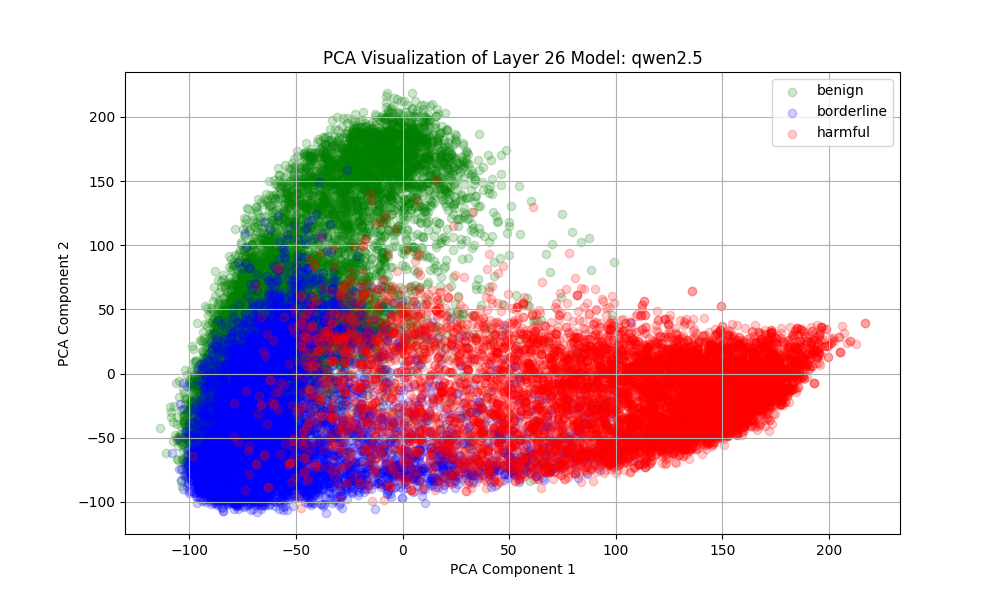 PCA Visualization of Layer 26 Model: qwen2.5
benign
borderline
harmful
200
150
100
50
0
−50
−100
PCA Component 2
−100
−50
0
50
100
150
200
PCA Component 1